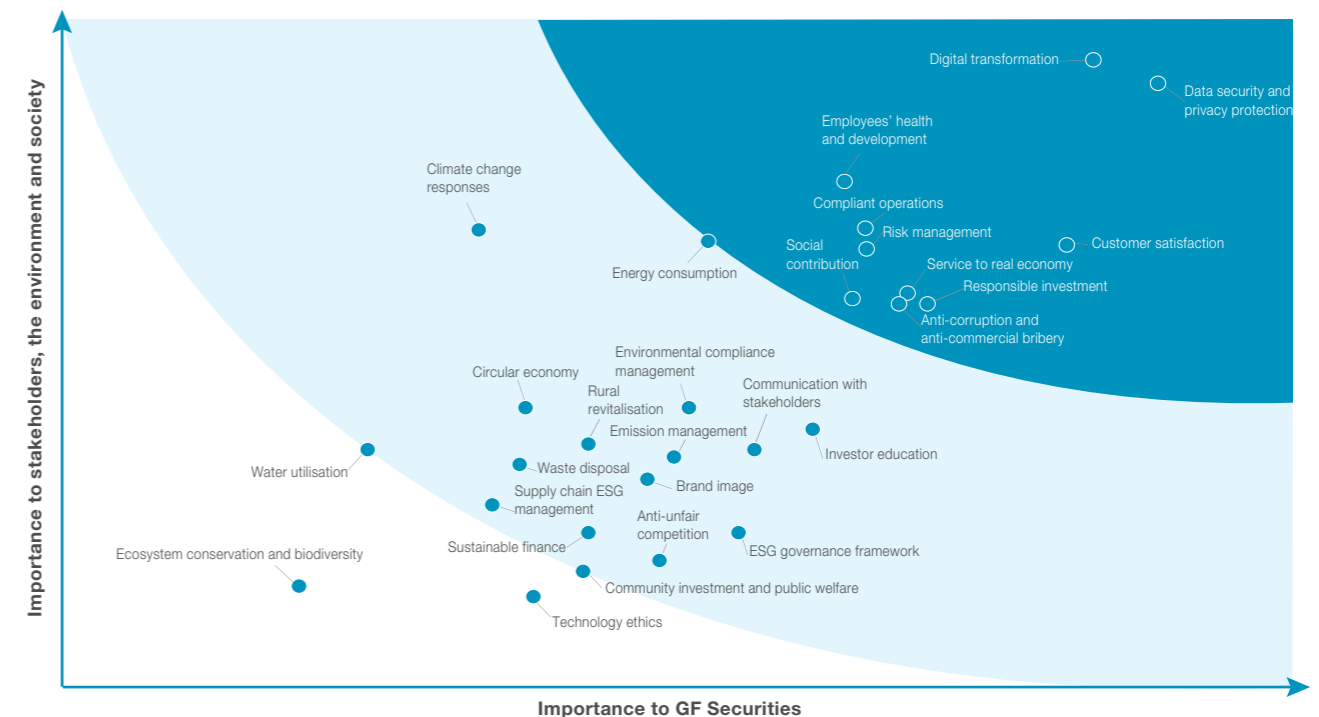 Importance to stakeholders, the environment and society
Digital transformation
Data security and
privacy protection
Employees’ health
and development
Climate change
responses
Compliant operations
Risk management
Social
contribution
Customer satisfaction
Energy consumption
Service to real economy
Responsible investment
Anti-corruption and
anti-commercial bribery
Environmental compliance
management
Circular economy
Rural
revitalisation
Communication with
stakeholders
Emission management
Investor education
Water utilisation
Waste disposal
Brand image
Supply chain ESG
management
Anti-unfair
competition
Sustainable finance
ESG governance framework
Ecosystem conservation and biodiversity
Community investment and public welfare
Technology ethics
Importance to GF Securities